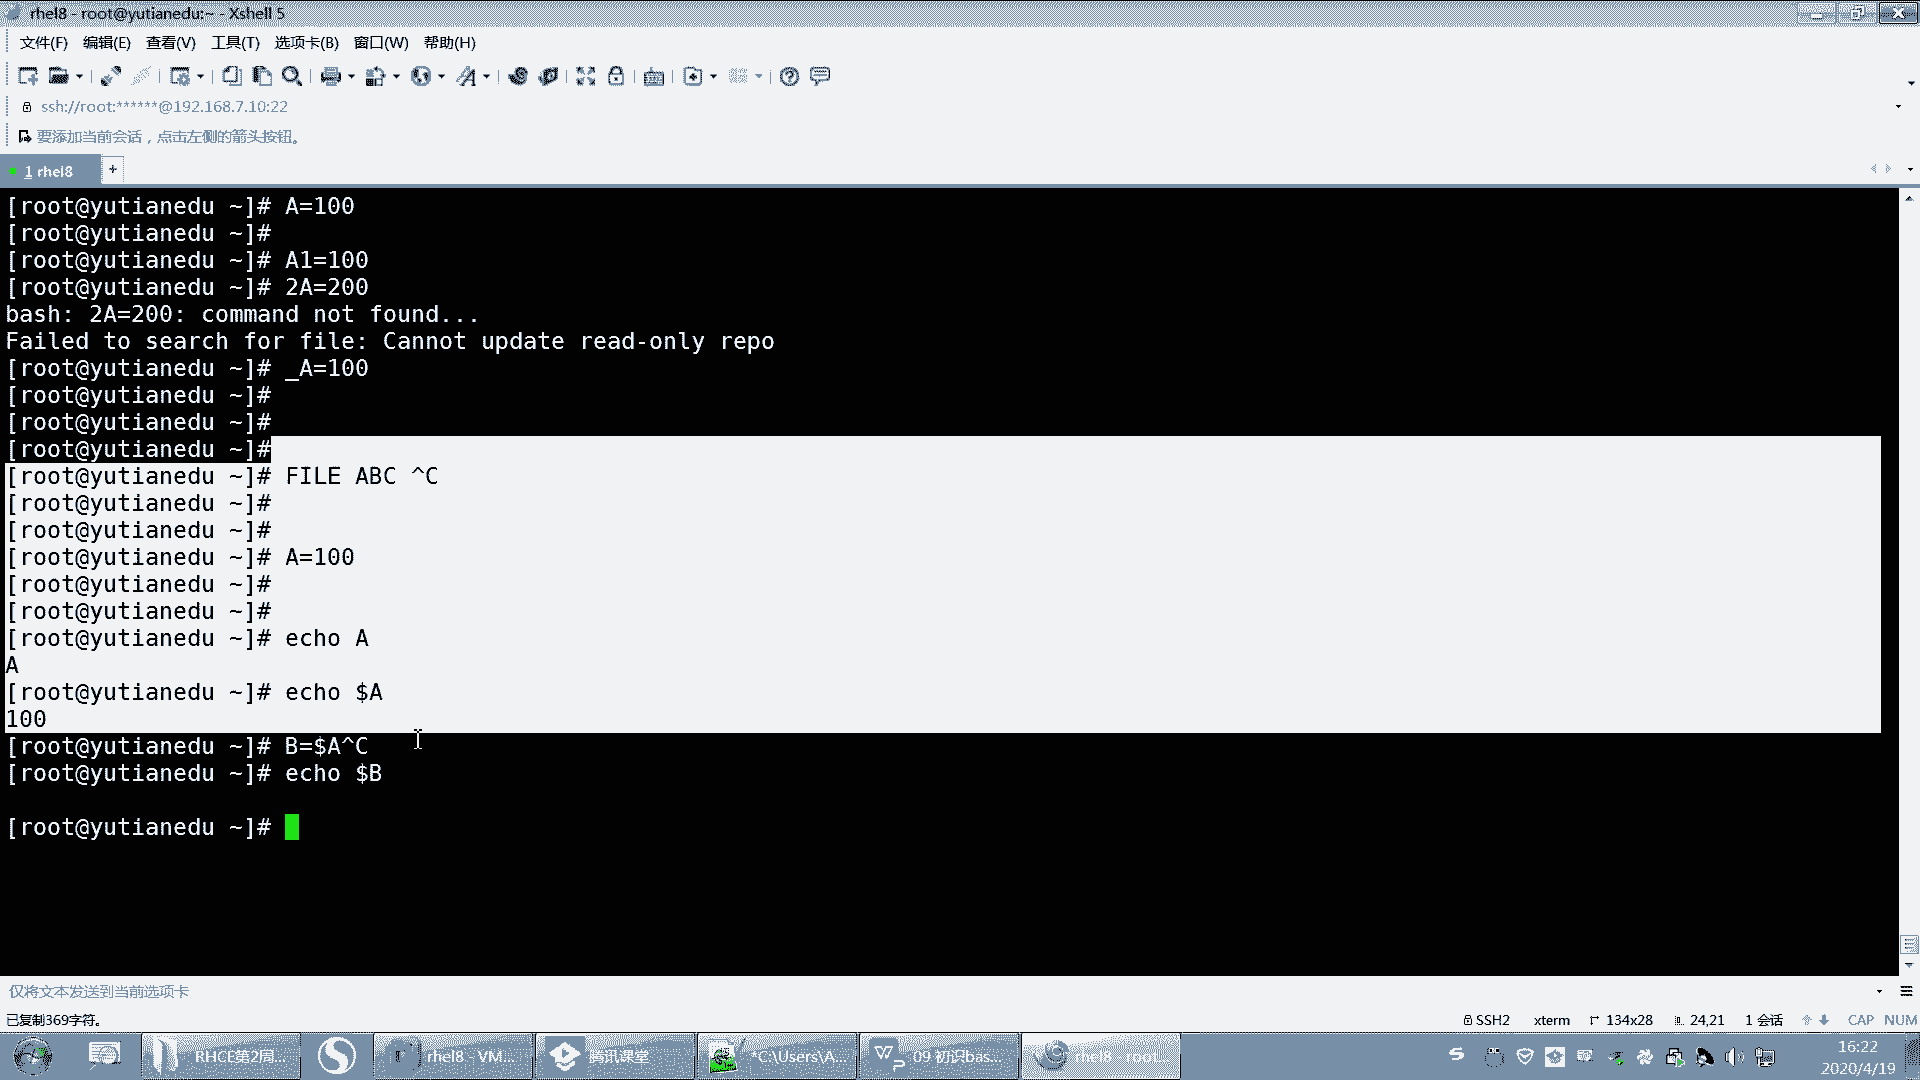 rhel8 - root@yutianedu:~ - Xshell 5
文件(F) 编辑(E) 查看(V) 工具(T) 选项卡(B) 窗口(W) 帮助(H)
ssh://root:******@192.168.7.10:22
要添加当前会话，点击左侧的箭头按钮。
1 rhel8 +
[root@yutianedu ~]# A=100
[root@yutianedu ~]#
[root@yutianedu ~]# A1=100
[root@yutianedu ~]# 2A=200
bash: 2A=200: command not found...
Failed to search for file: Cannot update read-only repo
[root@yutianedu ~]# _A=100
[root@yutianedu ~]#
[root@yutianedu ~]#
[root@yutianedu ~]#
[root@yutianedu ~]# FILE ABC ^C
[root@yutianedu ~]#
[root@yutianedu ~]#
[root@yutianedu ~]# A=100
[root@yutianedu ~]#
[root@yutianedu ~]#
[root@yutianedu ~]# echo A
A
[root@yutianedu ~]# echo $A
100
[root@yutianedu ~]# B=$A^C
[root@yutianedu ~]# echo $B
[root@yutianedu ~]#
仅将文本发送到当前选项卡
已复制369字符。 SSH2 xterm 134x28 24,21 1 会话 CAP NUM
RHCE第2周... rhel8 - VM... 腾讯课堂 *C:\Users\A... 09 初识bas... rhel8 - root... 16:22
2020/4/19